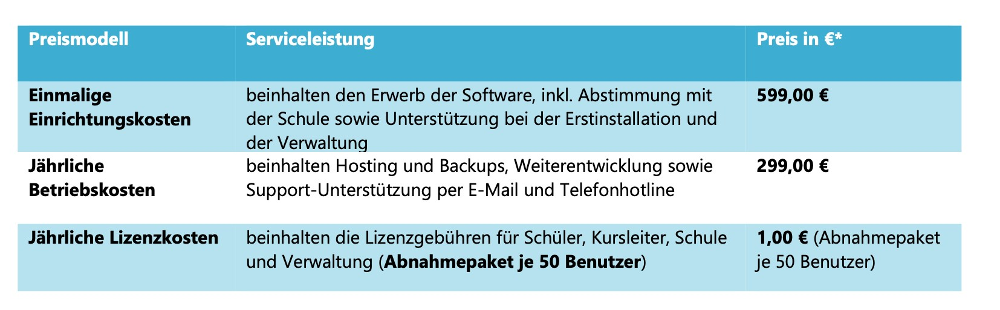 Preismodell Serviceleistung Preis in €*
Einmalige
Einrichtungskosten
beinhalten den Erwerb der Software, inkl. Abstimmung mit
der Schule sowie Unterstützung bei der Erstinstallation und
der Verwaltung
599,00 €
Jährliche
Betriebskosten
beinhalten Hosting und Backups, Weiterentwicklung sowie
Support-Unterstützung per E-Mail und Telefonhotline
299,00 €
Jährliche Lizenzkosten
beinhalten die Lizenzgebühren für Schüler, Kursleiter, Schule
und Verwaltung (Abnahmepaket je 50 Benutzer)
1,00 € (Abnahmepaket
je 50 Benutzer)